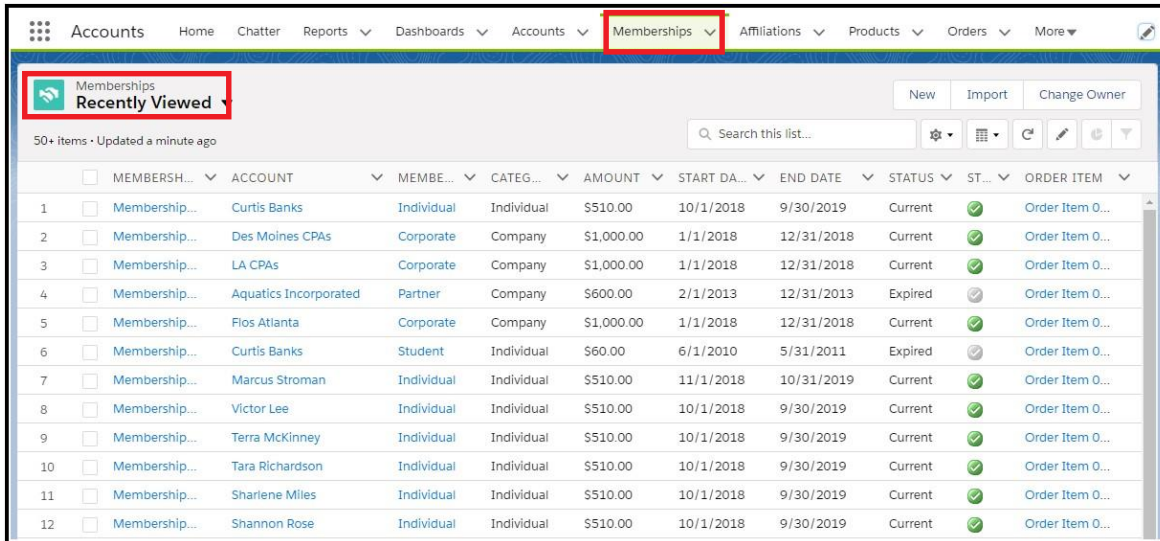 Accounts Home Chatter Reports Dashboards Accounts Memberships Affiliations Products Orders More
Memberships
Recently Viewed
New Import Change Owner
50+ items • Updated a minute ago
Search this list...
MEMBERSH... ACCOUNT MEMBE... CATEG... AMOUNT START DA... END DATE STATUS ST... ORDER ITEM
1 Membership... Curtis Banks Individual Individual $510.00 10/1/2018 9/30/2019 Current Order Item 0...
2 Membership... Des Moines CPAs Corporate Company $1,000.00 1/1/2018 12/31/2018 Current Order Item 0...
3 Membership... LA CPAs Corporate Company $1,000.00 1/1/2018 12/31/2018 Current Order Item 0...
4 Membership... Aquatics Incorporated Partner Company $600.00 2/1/2013 12/31/2013 Expired Order Item 0...
5 Membership... Flos Atlanta Corporate Company $1,000.00 1/1/2018 12/31/2018 Current Order Item 0...
6 Membership... Curtis Banks Student Individual $60.00 6/1/2010 5/31/2011 Expired Order Item 0...
7 Membership... Marcus Stroman Individual Individual $510.00 11/1/2018 10/31/2019 Current Order Item 0...
8 Membership... Victor Lee Individual Individual $510.00 10/1/2018 9/30/2019 Current Order Item 0...
9 Membership... Terra McKinney Individual Individual $510.00 10/1/2018 9/30/2019 Current Order Item 0...
10 Membership... Tara Richardson Individual Individual $510.00 10/1/2018 9/30/2019 Current Order Item 0...
11 Membership... Sharlene Miles Individual Individual $510.00 10/1/2018 9/30/2019 Current Order Item 0...
12 Membership... Shannon Rose Individual Individual $510.00 10/1/2018 9/30/2019 Current Order Item 0...